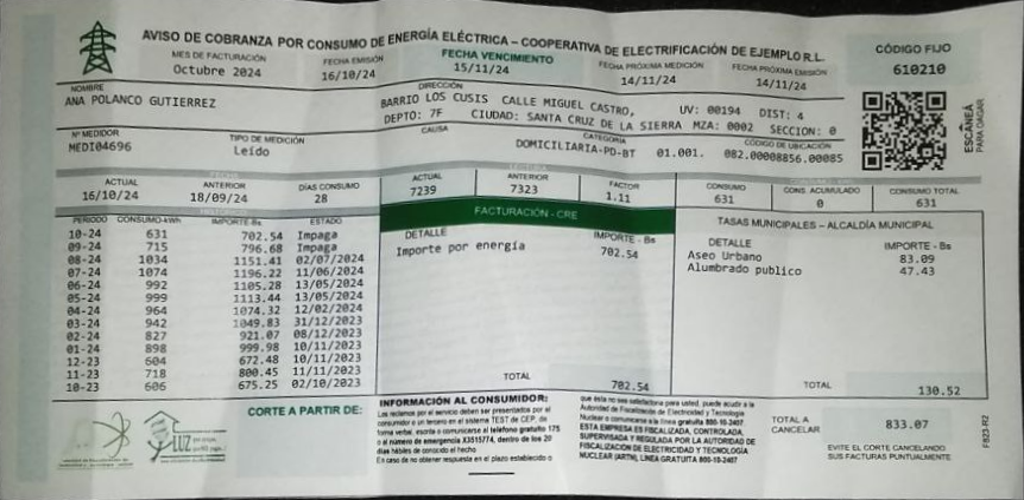 AVISO DE COBRANZA POR CONSUMO DE ENERGÍA ELÉCTRICA – COOPERATIVA DE ELECTRIFICACIÓN DE EJEMPLO R.L.
MES DE FACTURACIÓN FECHA EMISIÓN FECHA VENCIMIENTO FECHA PRÓXIMA MEDICIÓN FECHA PRÓXIMA EMISIÓN CÓDIGO FIJO
Octubre 2024 16/10/24 15/11/24 14/11/24 14/11/24 610210
NOMBRE DIRECCIÓN
ANA POLANCO GUTIERREZ BARRIO LOS CUSIS CALLE MIGUEL CASTRO, UV: 00194 DIST: 4
DEPTO: 7F CIUDAD: SANTA CRUZ DE LA SIERRA MZA: 0002 SECCION: 0
ESCANEÁ PARA PAGAR
Nº MEDIDOR TIPO DE MEDICIÓN CAUSA CATEGORÍA CÓDIGO DE UBICACIÓN
MEDI04696 Leído DOMICILIARIA-PD-BT 01.001. 082.00008856.00085
FECHA LECTURA
ACTUAL ANTERIOR DÍAS CONSUMO ACTUAL ANTERIOR FACTOR CONSUMO CONS. ACUMULADO CONSUMO TOTAL
16/10/24 18/09/24 28 7239 7323 1.11 631 0 631
PERIODO CONSUMO-kWh IMPORTE-Bs ESTADO
10-24 631 702.54 Impaga
09-24 715 796.68 Impaga
08-24 1034 1151.41 02/07/2024
07-24 1074 1196.22 11/06/2024
06-24 992 1105.28 13/05/2024
05-24 999 1113.44 13/05/2024
04-24 964 1074.32 12/02/2024
03-24 942 1049.83 31/12/2023
02-24 827 921.07 08/12/2023
01-24 898 999.98 10/11/2023
12-23 604 672.48 10/11/2023
11-23 718 800.45 11/11/2023
10-23 606 675.25 02/10/2023
FACTURACIÓN - CRE
DETALLE IMPORTE - Bs
Importe por energía 702.54
TOTAL 702.54
TASAS MUNICIPALES – ALCALDÍA MUNICIPAL
DETALLE IMPORTE - Bs
Aseo Urbano 83.09
Alumbrado publico 47.43
TOTAL 130.52
LUZ
CORTE A PARTIR DE:
INFORMACIÓN AL CONSUMIDOR:
Los reclamos por el servicio deben ser presentados por el
consumidor o un tercero en el sistema TEST de CEP, de
forma verbal, escrita o comunicarse al teléfono gratuito 175
o al número de emergencia X3515774, dentro de los 20
días hábiles de conocido el hecho
En caso de no obtener respuesta en el plazo establecido o
que ésta no sea satisfactoria para usted, puede acudir a la
Autoridad de Fiscalización de Electricidad y Tecnología
Nuclear o comunicarse a la línea gratuita 800-10-2407
ESTA EMPRESA ES FISCALIZADA, CONTROLADA,
SUPERVISADA Y REGULADA POR LA AUTORIDAD DE
FISCALIZACIÓN DE ELECTRICIDAD Y TECNOLOGÍA
NUCLEAR (AETN), LÍNEA GRATUITA 800-10-2407
TOTAL A
CANCELAR 833.07
EVITE EL CORTE CANCELANDO
SUS FACTURAS PUNTUALMENTE
F923-R2